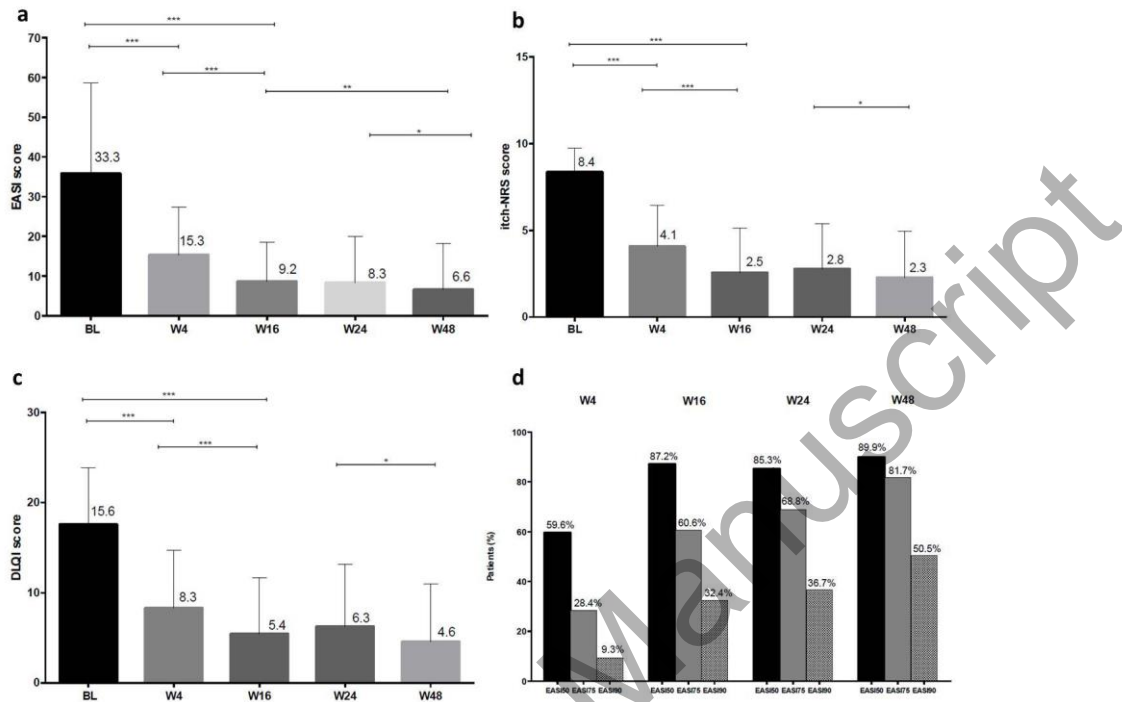 a
***
***
***
**
*
EASI score
70
60
50
40
30
20
10
0
33.3
15.3
9.2
8.3
6.6
BL W4 W16 W24 W48
b
***
***
***
*
itch-NRS score
15
10
5
0
8.4
4.1
2.5
2.8
2.3
BL W4 W16 W24 W48
c
***
***
***
*
DLQI score
30
20
10
0
15.6
8.3
5.4
6.3
4.6
BL W4 W16 W24 W48
d
W4 W16 W24 W48
Patients (%)
100
80
60
40
20
0
59.6% 28.4% 9.3%
87.2% 60.6% 32.4%
85.3% 68.8% 36.7%
89.9% 81.7% 50.5%
EASI50 EASI75 EASI90 EASI50 EASI75 EASI90 EASI50 EASI75 EASI90 EASI50 EASI75 EASI90
Manuscript